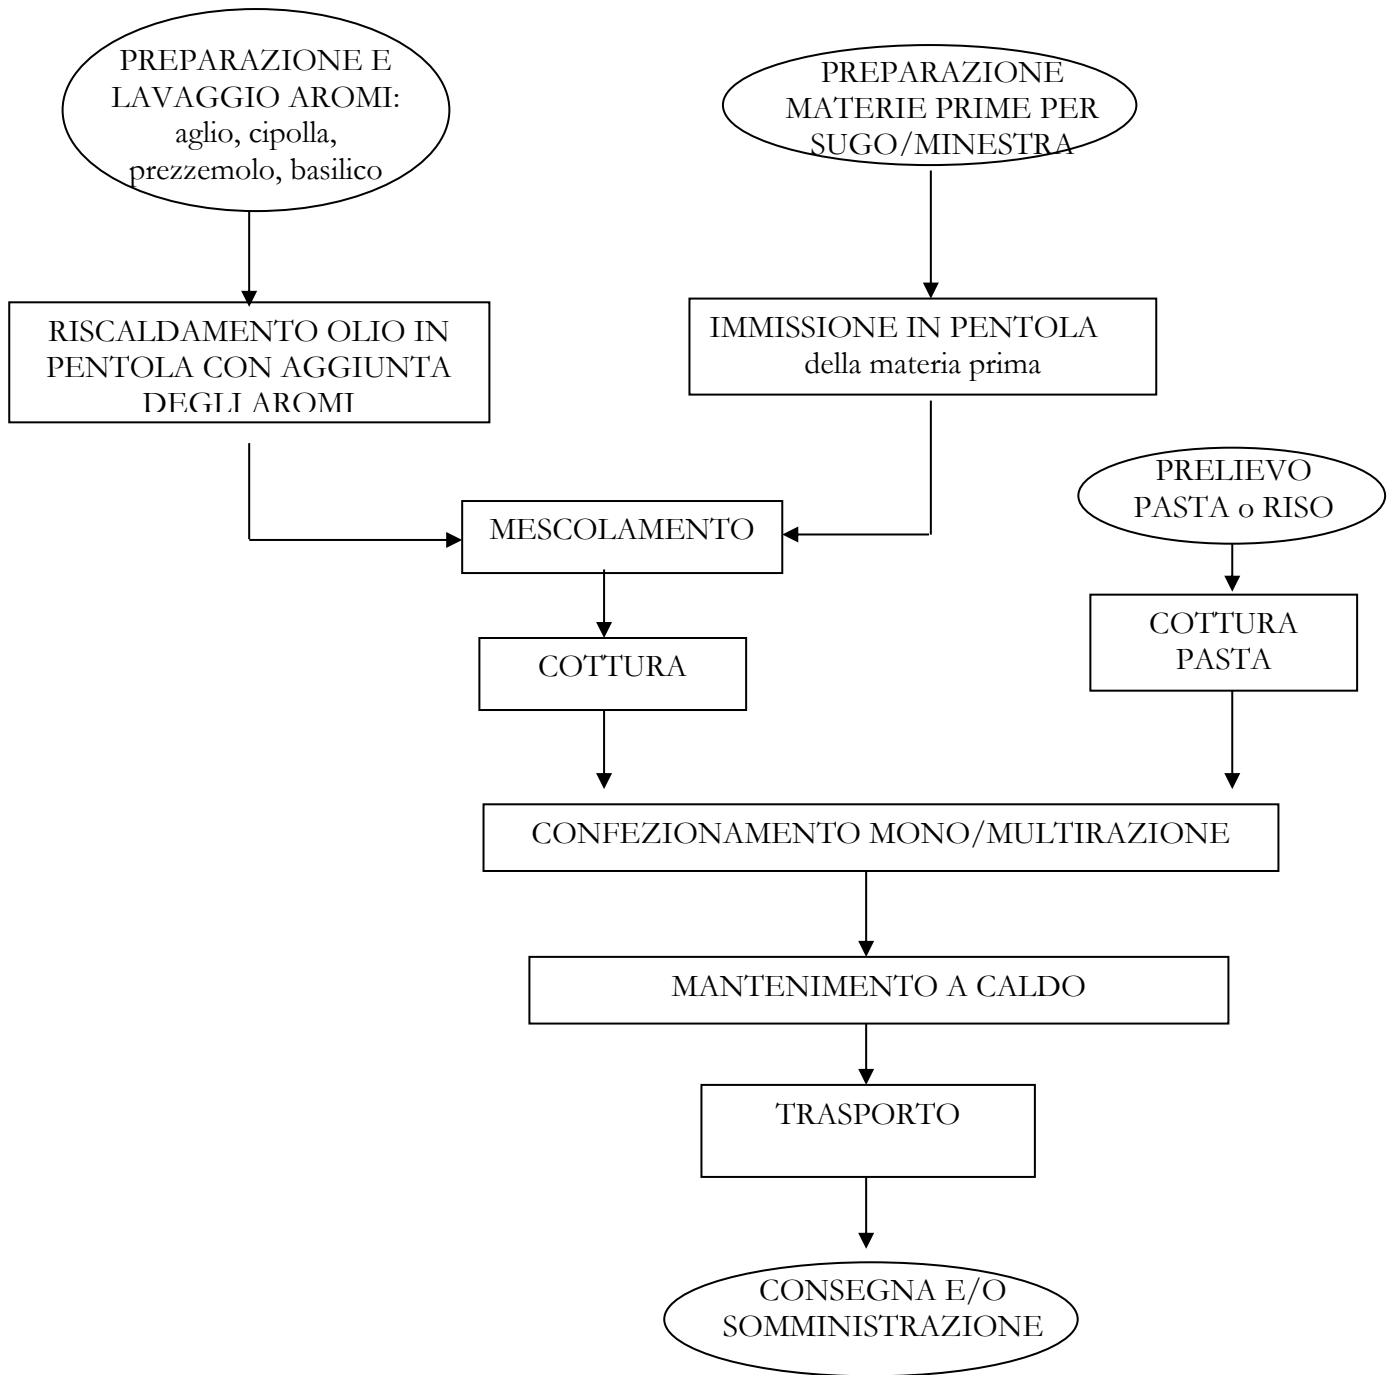 PREPARAZIONE E
LAVAGGIO AROMI:
aglio, cipolla,
prezzemolo, basilico
PREPARAZIONE
MATERIE PRIME PER
SUGO/MINESTRA
RISCALDAMENTO OLIO IN
PENTOLA CON AGGIUNTA
DEGLI AROMI
IMMISSIONE IN PENTOLA
della materia prima
PRELIEVO
PASTA o RISO
MESCOLAMENTO
COTTURA
PASTA
COTTURA
CONFEZIONAMENTO MONO/MULTIRAZIONE
MANTENIMENTO A CALDO
TRASPORTO
CONSEGNA E/O
SOMMINISTRAZIONE